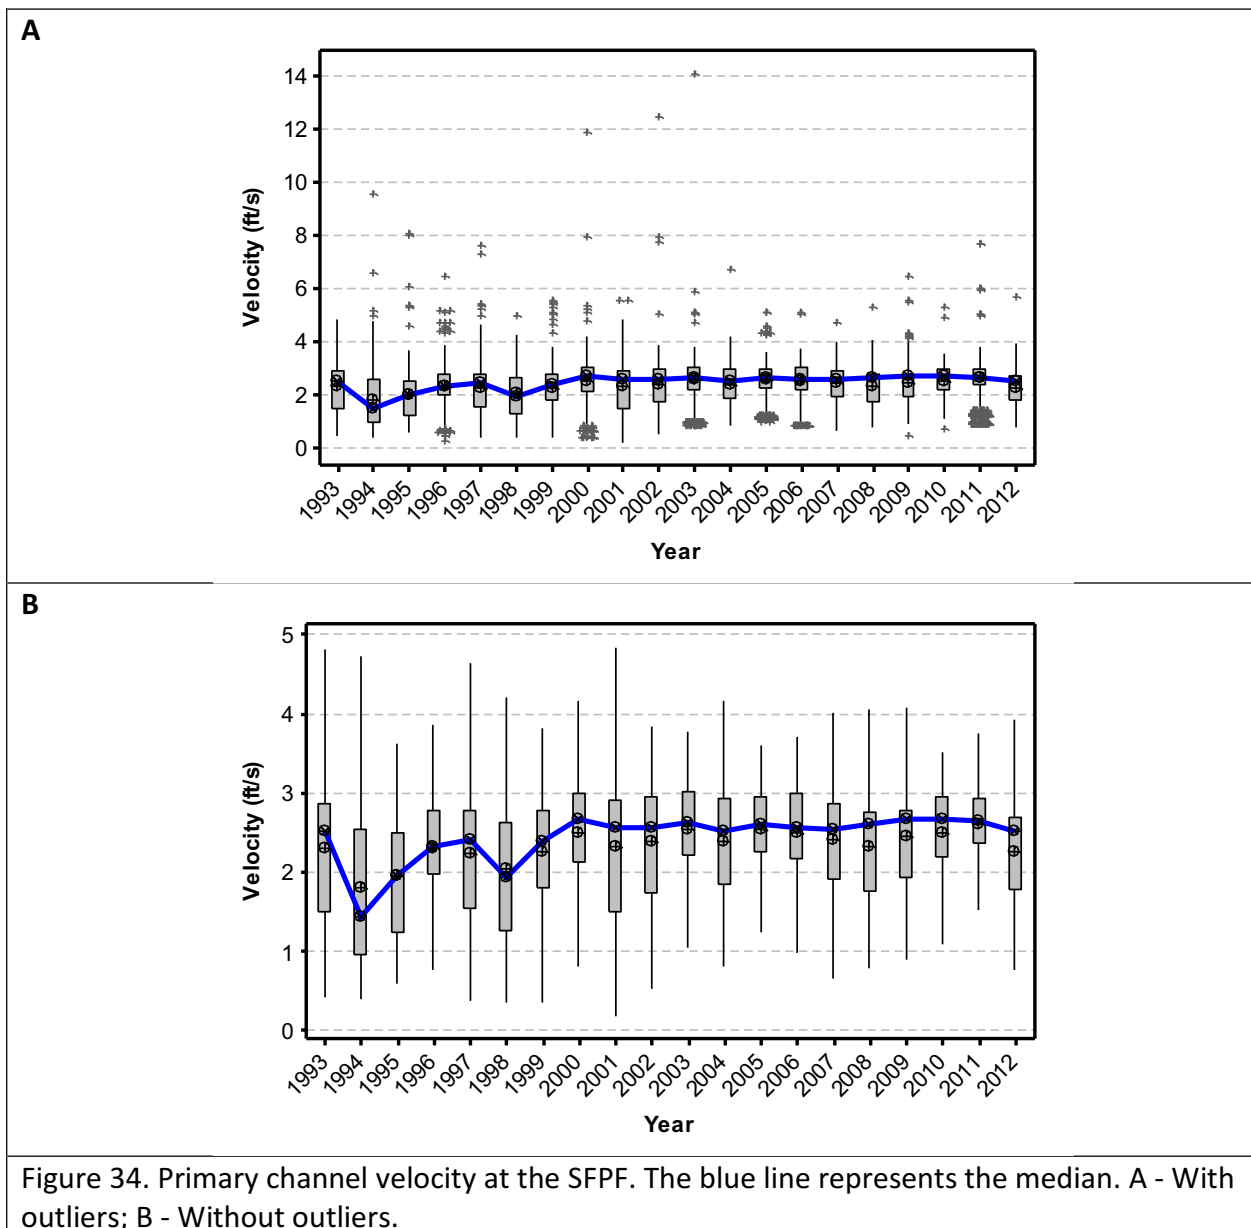 A
14
12
10
8
6
4
2
0
Velocity (ft/s)
1993 1994 1995 1996 1997 1998 1999 2000 2001 2002 2003 2004 2005 2006 2007 2008 2009 2010 2011 2012
Year
B
5
4
3
2
1
0
Velocity (ft/s)
1993 1994 1995 1996 1997 1998 1999 2000 2001 2002 2003 2004 2005 2006 2007 2008 2009 2010 2011 2012
Year
Figure 34. Primary channel velocity at the SFPF. The blue line represents the median. A - With
outliers; B - Without outliers.